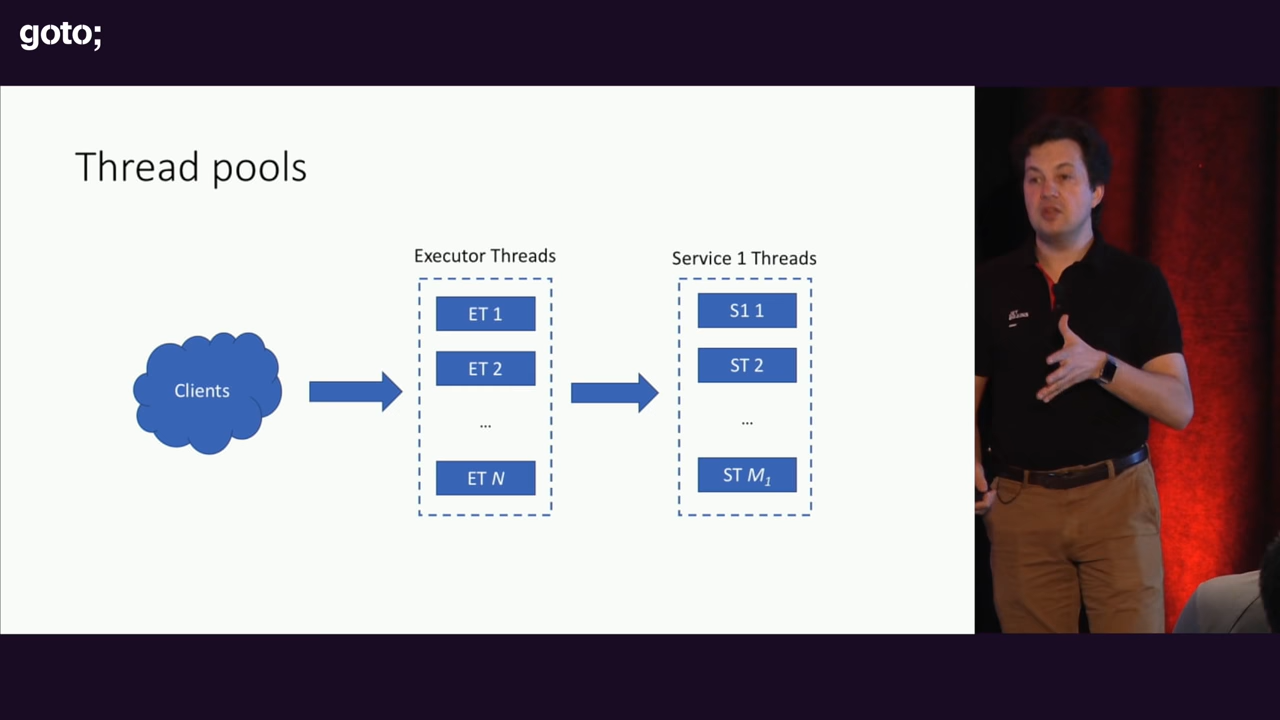 goto;
Thread pools
Executor Threads
Service 1 Threads
Clients
ET 1
ET 2
...
ET N
S1 1
ST 2
...
ST M₁